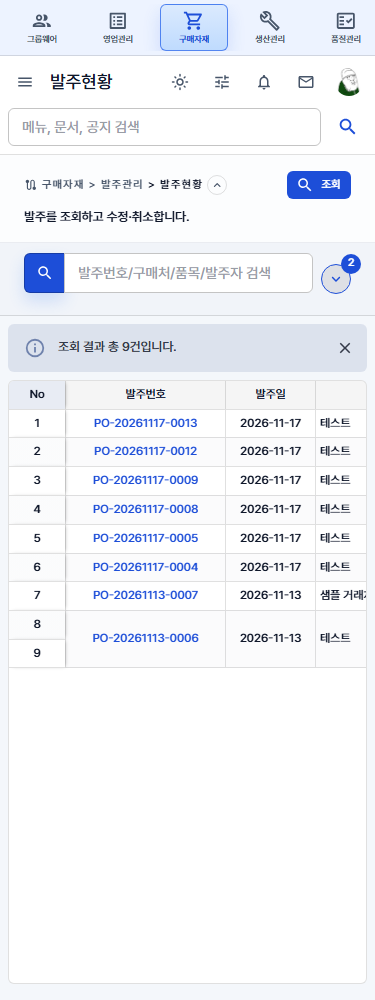 그룹웨어 영업관리 구매자재 생산관리 품질관리
발주현황
메뉴, 문서, 공지 검색
구매자재 > 발주관리 > 발주현황 조회
발주를 조회하고 수정·취소합니다.
발주번호/구매처/품목/발주자 검색 2
조회 결과 총 9건입니다.
No 발주번호 발주일
1 PO-20261117-0013 2026-11-17 테스트
2 PO-20261117-0012 2026-11-17 테스트
3 PO-20261117-0009 2026-11-17 테스트
4 PO-20261117-0008 2026-11-17 테스트
5 PO-20261117-0005 2026-11-17 테스트
6 PO-20261117-0004 2026-11-17 테스트
7 PO-20261113-0007 2026-11-13 샘플
8 PO-20261113-0006 2026-11-13 테스트
9